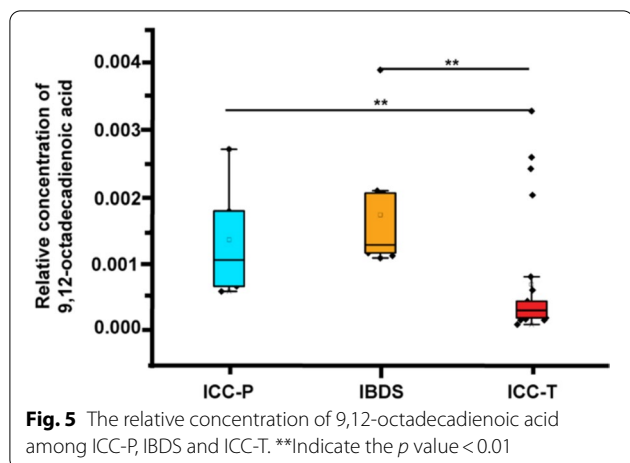 Relative concentration of
9,12-octadecadienoic acid
0.004
0.003
0.002
0.001
0.000
**
**
ICC-P IBDS ICC-T
Fig. 5 The relative concentration of 9,12-octadecadienoic acid
among ICC-P, IBDS and ICC-T. **Indicate the p value < 0.01